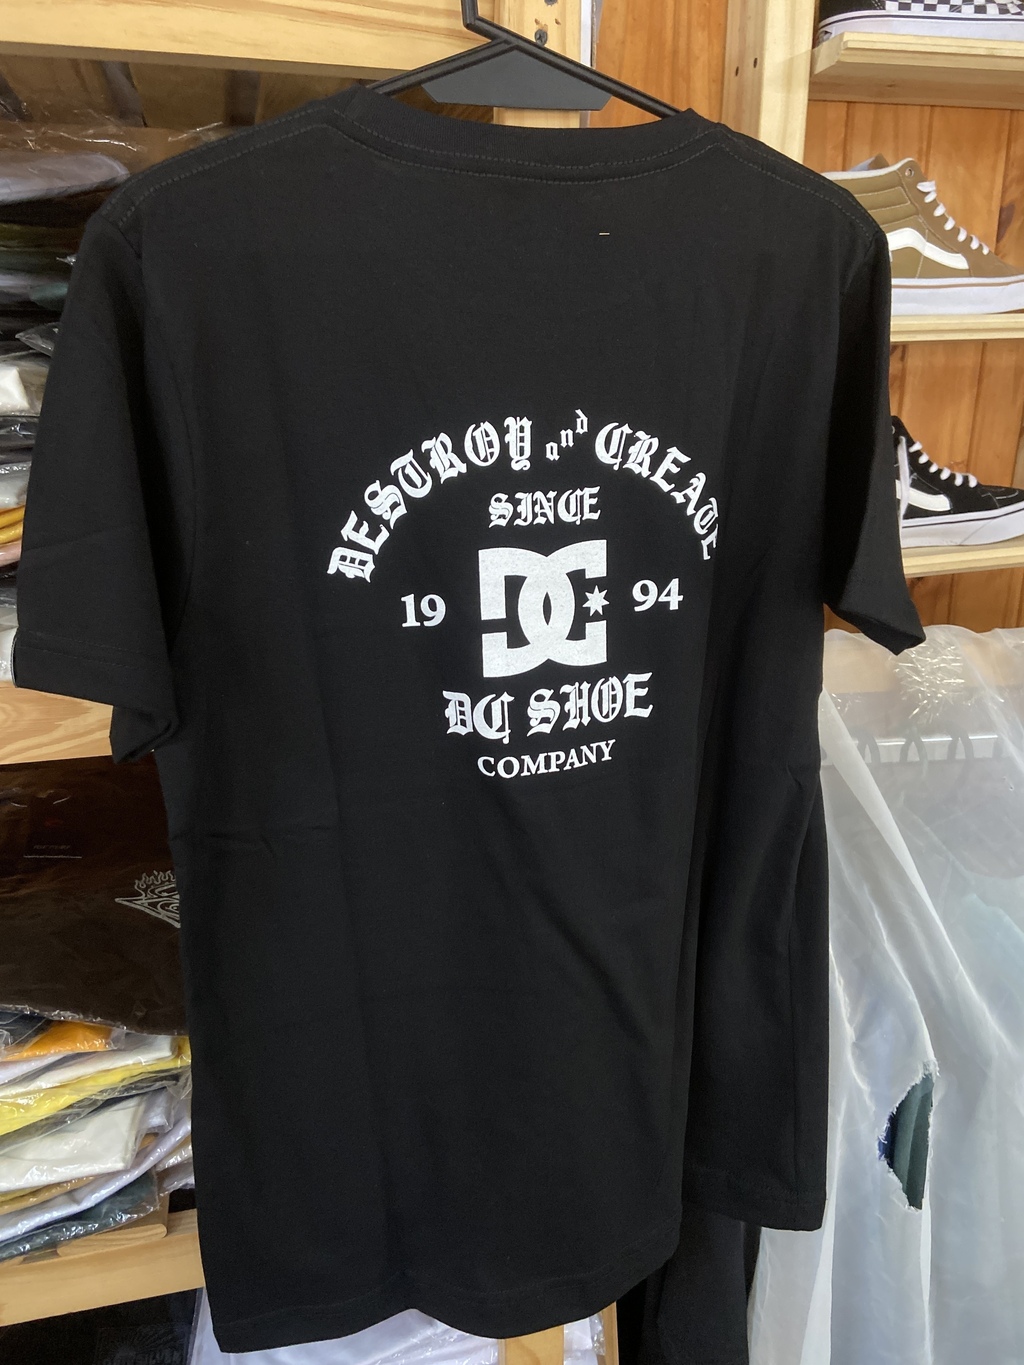 DESTROY and CREATE
SINCE
19 DC 94
DC SHOE
COMPANY